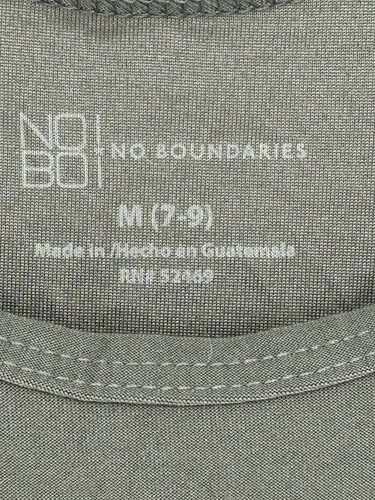 NO!
BO!
NO BOUNDARIES
M (7-9)
Made in /Hecho en Guatemala
RN# 52469